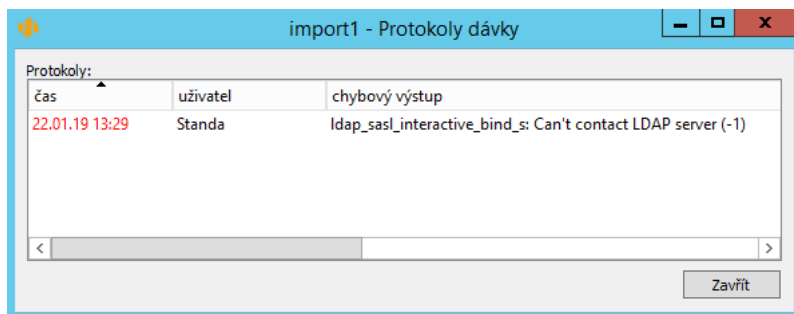 import1 - Protokoly dávky
Protokoly:
čas uživatel chybový výstup
22.01.19 13:29 Standa ldap_sasl_interactive_bind_s: Can't contact LDAP server (-1)
Zavřít